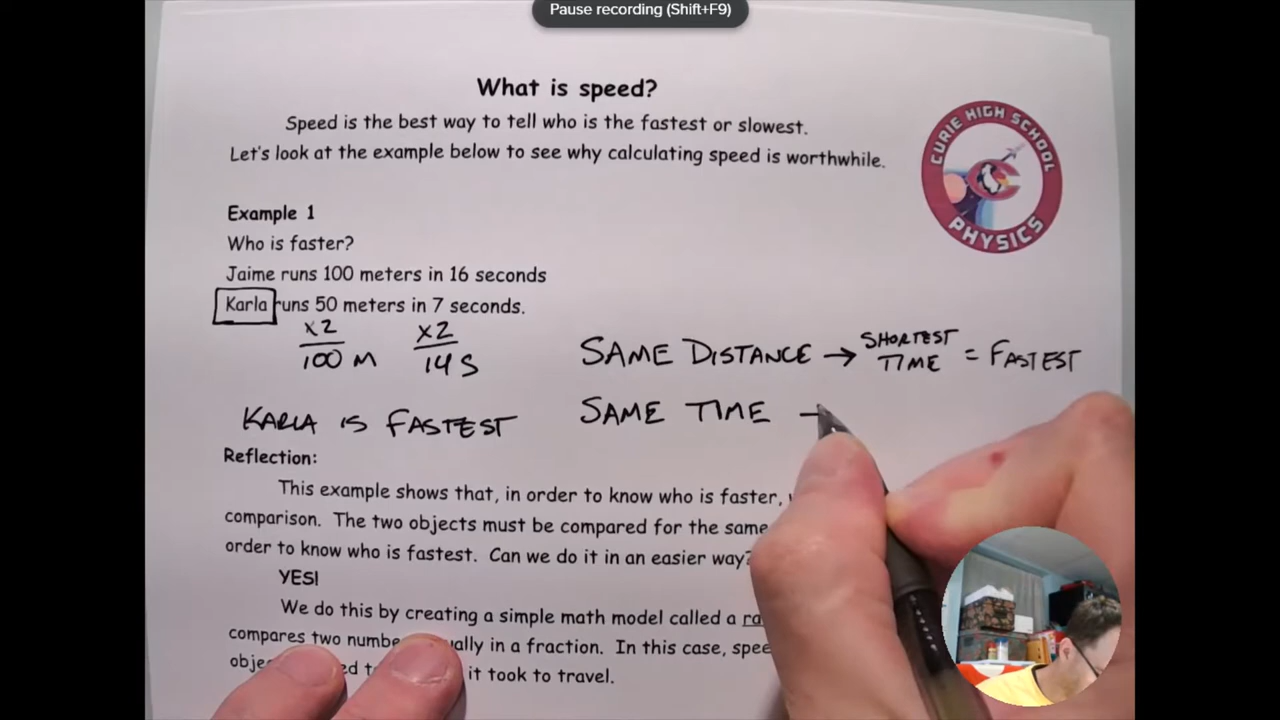 Pause recording (Shift+F9)
What is speed?
Speed is the best way to tell who is the fastest or slowest.
Let's look at the example below to see why calculating speed is worthwhile.
CURIE HIGH SCHOOL
PHYSICS
Example 1
Who is faster?
Jaime runs 100 meters in 16 seconds
Karla runs 50 meters in 7 seconds.
x2 x2
100 M 14 S
SAME DISTANCE → SHORTEST TIME = FASTEST
SAME TIME
KARLA IS FASTEST
Reflection:
This example shows that, in order to know who is faster,
comparison. The two objects must be compared for the same
order to know who is fastest. Can we do it in an easier way?
YES!
We do this by creating a simple math model called a
compares two in a fraction. In this case,
it took to travel.